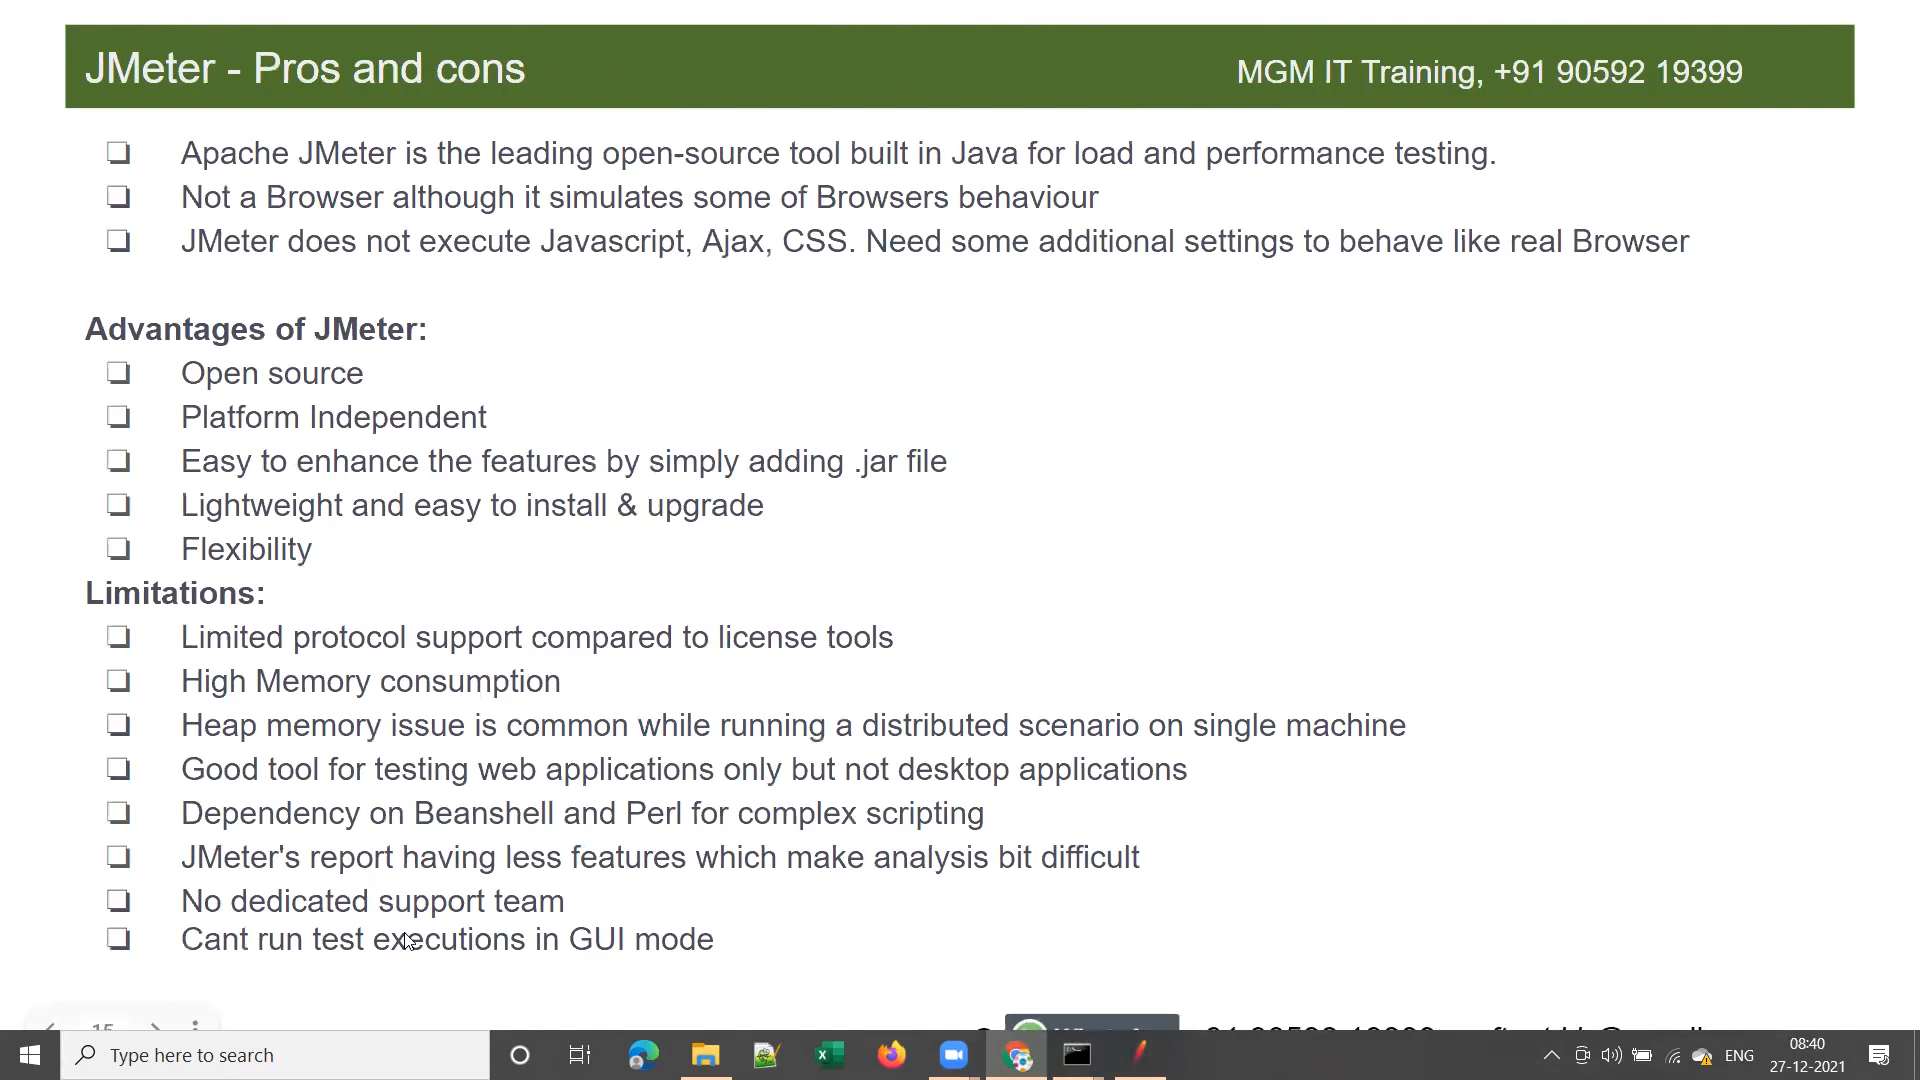 JMeter - Pros and cons
MGM IT Training, +91 90592 19399
Apache JMeter is the leading open-source tool built in Java for load and performance testing.
Not a Browser although it simulates some of Browsers behaviour
JMeter does not execute Javascript, Ajax, CSS. Need some additional settings to behave like real Browser
Advantages of JMeter:
Open source
Platform Independent
Easy to enhance the features by simply adding .jar file
Lightweight and easy to install & upgrade
Flexibility
Limitations:
Limited protocol support compared to license tools
High Memory consumption
Heap memory issue is common while running a distributed scenario on single machine
Good tool for testing web applications only but not desktop applications
Dependency on Beanshell and Perl for complex scripting
JMeter's report having less features which make analysis bit difficult
No dedicated support team
Cant run test executions in GUI mode
15
Type here to search
ENG
08:40
27-12-2021